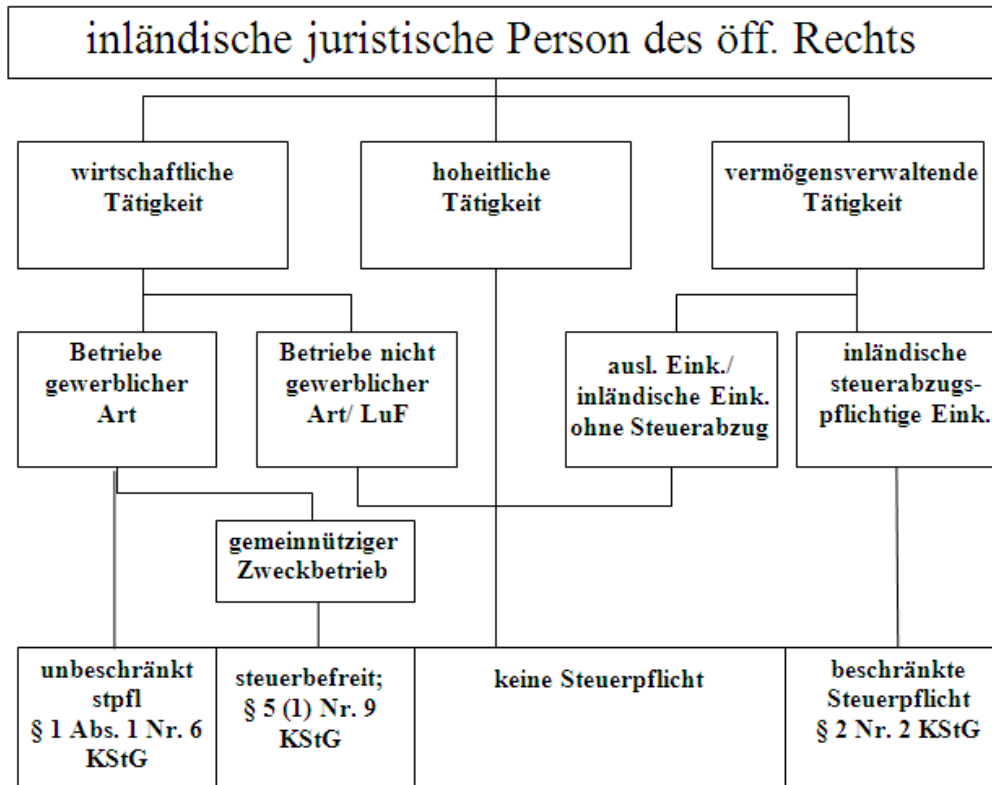 inländische juristische Person des öff. Rechts
wirtschaftliche
Tätigkeit
hoheitliche
Tätigkeit
vermögensverwaltende
Tätigkeit
Betriebe
gewerblicher
Art
Betriebe nicht
gewerblicher
Art/ LuF
ausl. Eink./
inländische Eink.
ohne Steuerabzug
inländische
steuerabzugs-
pflichtige Eink.
gemeinnütziger
Zweckbetrieb
unbeschränkt
stpfl
§ 1 Abs. 1 Nr. 6
KStG
steuerbefreit;
§ 5 (1) Nr. 9
KStG
keine Steuerpflicht
beschränkte
Steuerpflicht
§ 2 Nr. 2 KStG